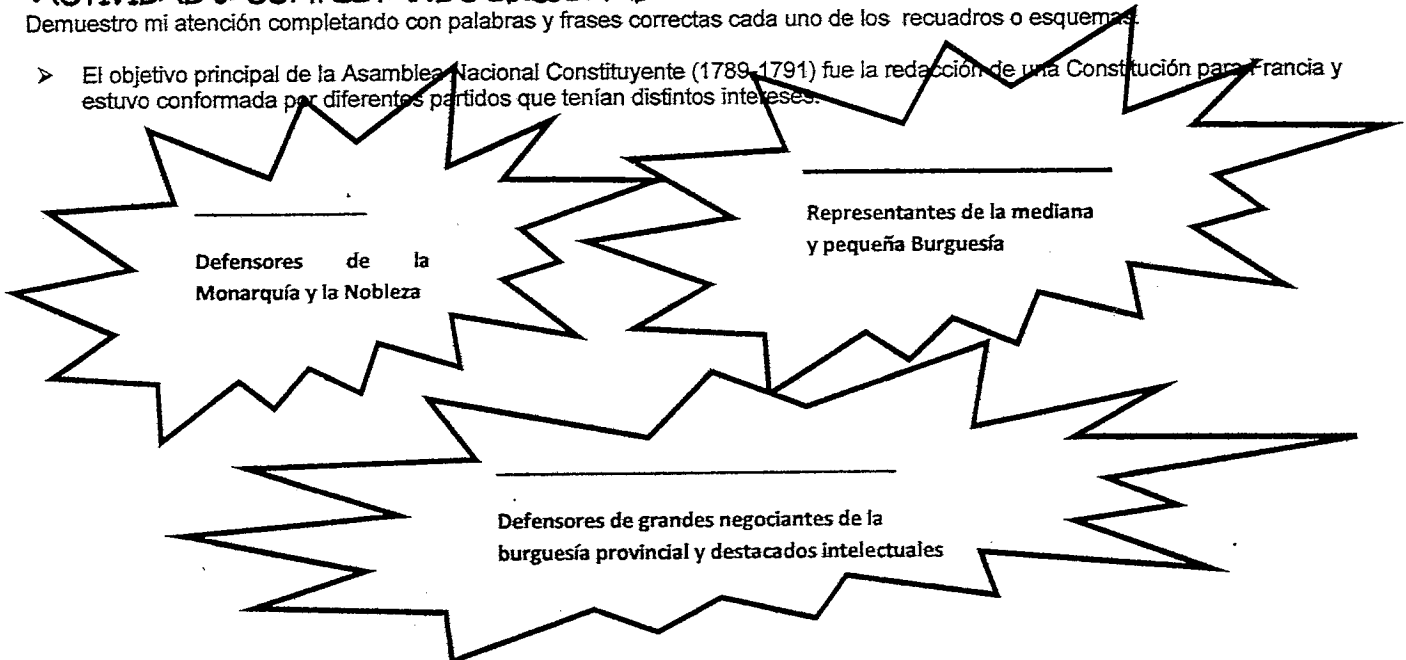 Demuestro mi atención completando con palabras y frases correctas cada uno de los recuadros o esquemas.
➤ El objetivo principal de la Asamblea Nacional Constituyente (1789-1791) fue la redacción de una Constitución para Francia y
estuvo conformada por diferentes partidos que tenían distintos intereses.
Defensores de la
Monarquía y la Nobleza
Representantes de la mediana
y pequeña Burguesía
Defensores de grandes negociantes de la
burguesía provincial y destacados intelectuales